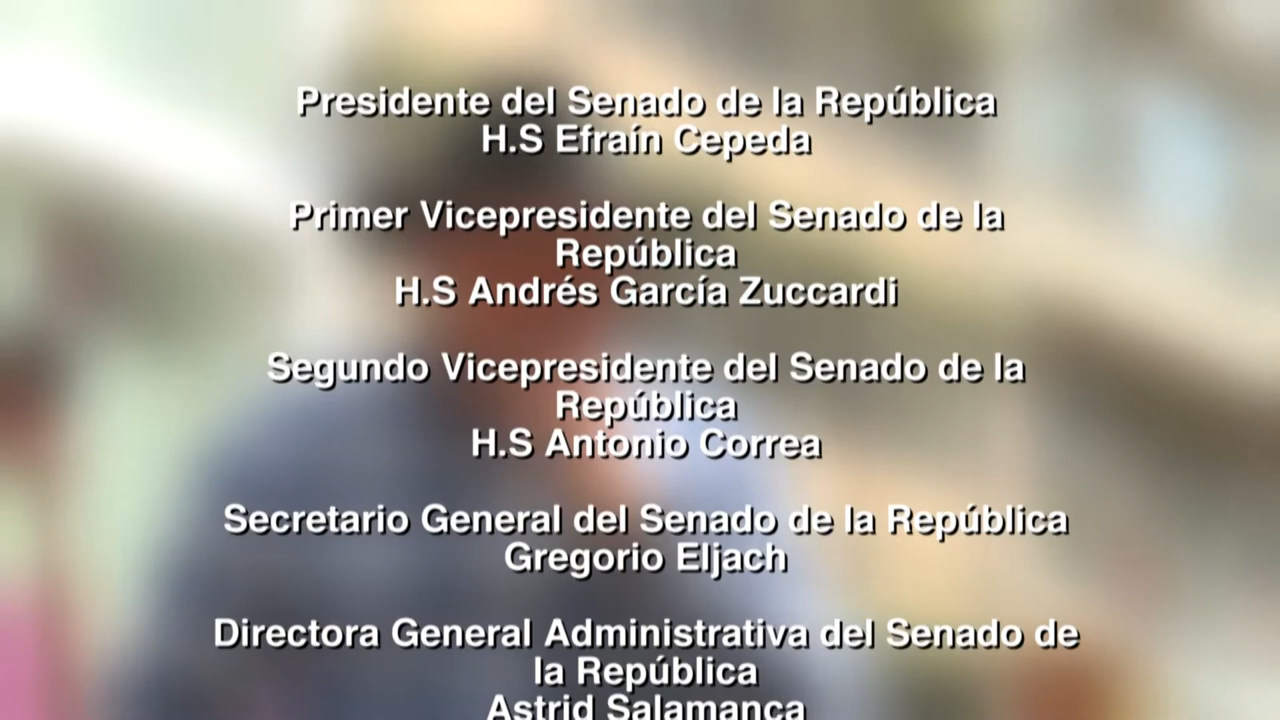 Presidente del Senado de la República
H.S Efraín Cepeda
Primer Vicepresidente del Senado de la
República
H.S Andrés García Zuccardi
Segundo Vicepresidente del Senado de la
República
H.S Antonio Correa
Secretario General del Senado de la República
Gregorio Eljach
Directora General Administrativa del Senado de
la República
Astrid Salamanca